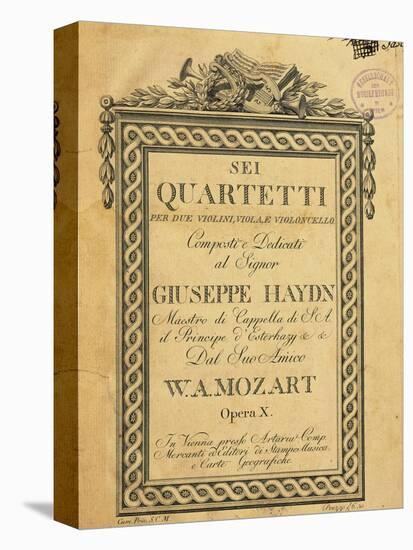 SEI
QUARTETTI
PER DUE VIOLINI, VIOLA, E VIOLONCELLO.
Composti e Dedicati
al Signor
GIUSEPPE HAYDN
Maestro di Cappella di S.A.
il Principe d'Esterhazy & &
Dal Suo Amico
W.A.MOZART
Opera X.
In Vienna presso Artaria Comp.
Mercanti ed Editori di Stampe Musica
e Carte Geografiche.
Cum Priv. S.C.M.